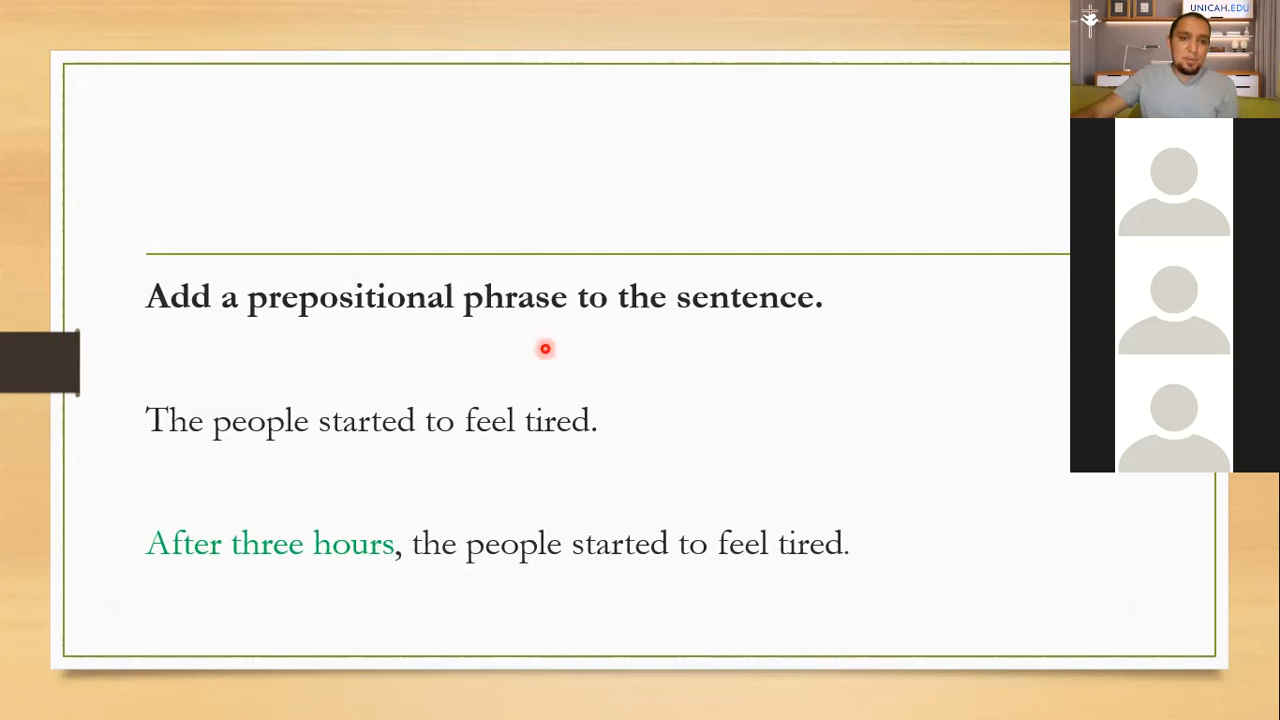 UNICAH.EDU
Add a prepositional phrase to the sentence.
The people started to feel tired.
After three hours, the people started to feel tired.